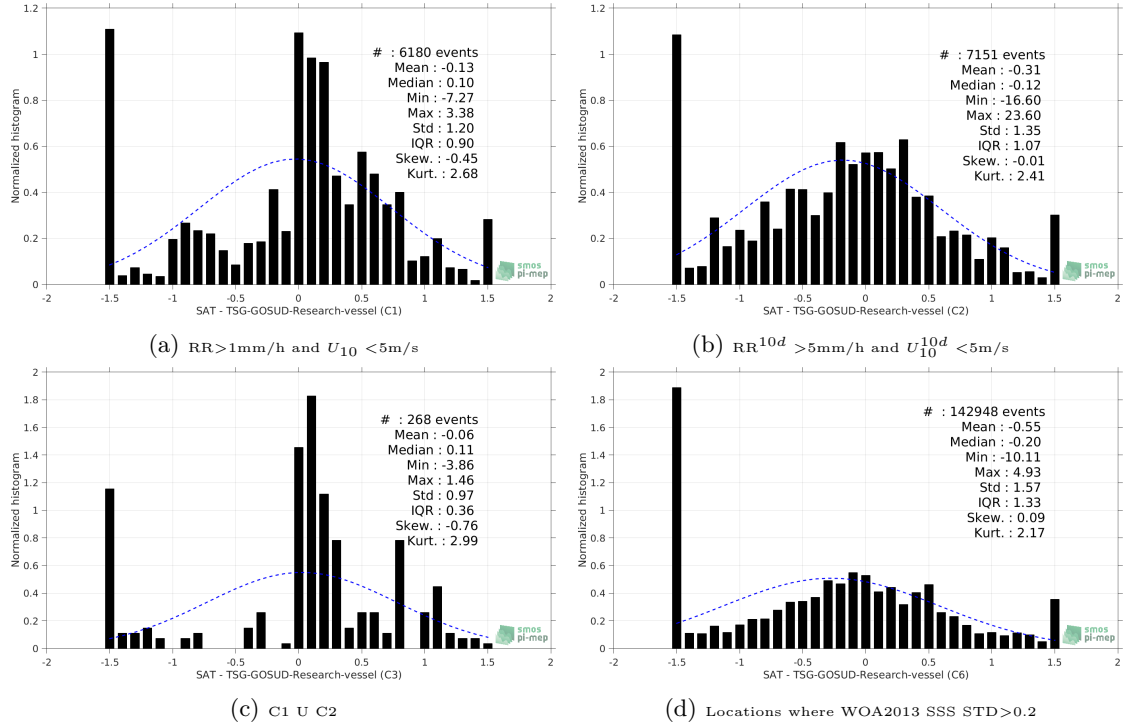 1.2
1
0.8
0.6
0.4
0.2
0
Normalized histogram
# : 6180 events
Mean : -0.13
Median : 0.10
Min : -7.27
Max : 3.38
Std : 1.20
IQR : 0.90
Skew. : -0.45
Kurt. : 2.68
smos
pi-mep
-2 -1.5 -1 -0.5 0 0.5 1 1.5 2
SAT - TSG-GOSUD-Research-vessel (C1)
(a) RR>1mm/h and U10 <5m/s
1.2
1
0.8
0.6
0.4
0.2
0
Normalized histogram
# : 7151 events
Mean : -0.31
Median : -0.12
Min : -16.60
Max : 23.60
Std : 1.35
IQR : 1.07
Skew. : -0.01
Kurt. : 2.41
smos
pi-mep
-2 -1.5 -1 -0.5 0 0.5 1 1.5 2
SAT - TSG-GOSUD-Research-vessel (C2)
(b) RR10d >5mm/h and U10 10d <5m/s
2
1.8
1.6
1.4
1.2
1
0.8
0.6
0.4
0.2
0
Normalized histogram
# : 268 events
Mean : -0.06
Median : 0.11
Min : -3.86
Max : 1.46
Std : 0.97
IQR : 0.36
Skew. : -0.76
Kurt. : 2.99
smos
pi-mep
-2 -1.5 -1 -0.5 0 0.5 1 1.5 2
SAT - TSG-GOSUD-Research-vessel (C3)
(c) C1 U C2
2
1.8
1.6
1.4
1.2
1
0.8
0.6
0.4
0.2
0
Normalized histogram
# : 142948 events
Mean : -0.55
Median : -0.20
Min : -10.11
Max : 4.93
Std : 1.57
IQR : 1.33
Skew. : 0.09
Kurt. : 2.17
smos
pi-mep
-2 -1.5 -1 -0.5 0 0.5 1 1.5 2
SAT - TSG-GOSUD-Research-vessel (C6)
(d) Locations where WOA2013 SSS STD>0.2